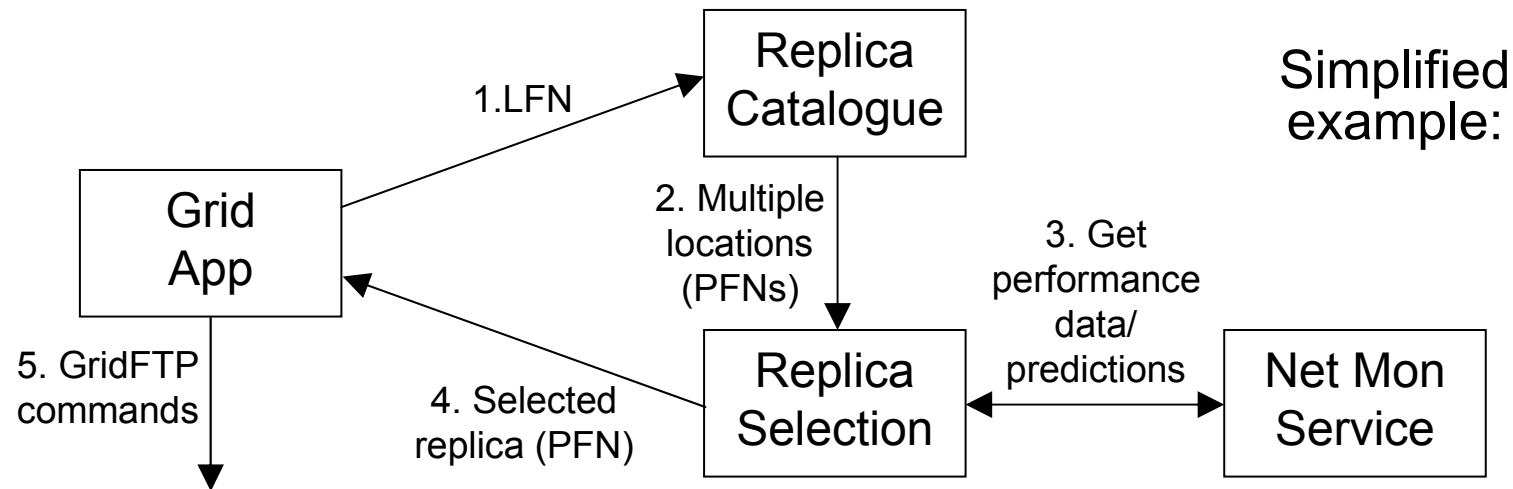 Replica
Catalogue
Simplified
example:
1.LFN
Grid
App
2. Multiple
locations
(PFNs)
3. Get
performance
data/
predictions
5. GridFTP
commands
4. Selected
replica (PFN)
Replica
Selection
Net Mon
Service